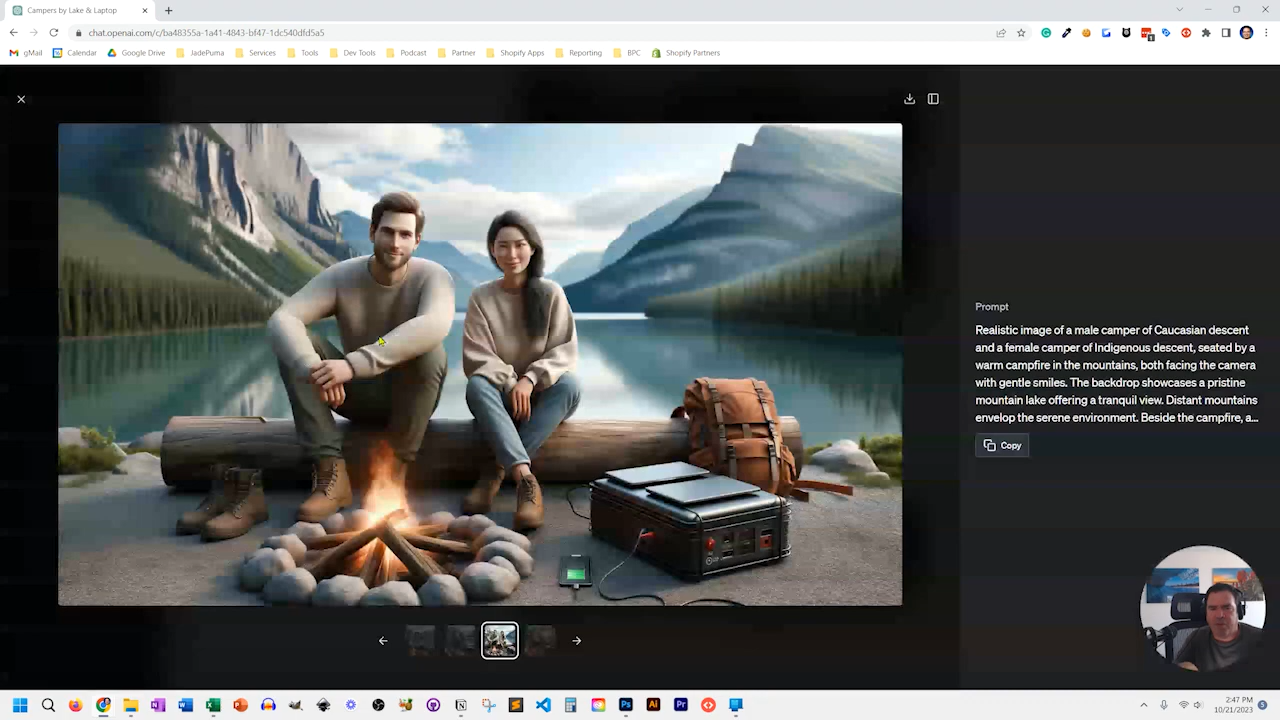 Campers by Lake & Laptop
chat.openai.com/c/ba48355a-1a41-4843-bf47-1dc540dfd5a5
gMail Calendar Google Drive JadePuma Services Tools Dev Tools Podcast Partner Shopify Apps Reporting BPC Shopify Partners
Prompt
Realistic image of a male camper of Caucasian descent
and a female camper of Indigenous descent, seated by a
warm campfire in the mountains, both facing the camera
with gentle smiles. The backdrop showcases a pristine
mountain lake offering a tranquil view. Distant mountains
envelop the serene environment. Beside the campfire, a...
Copy
2:47 PM
10/21/2023